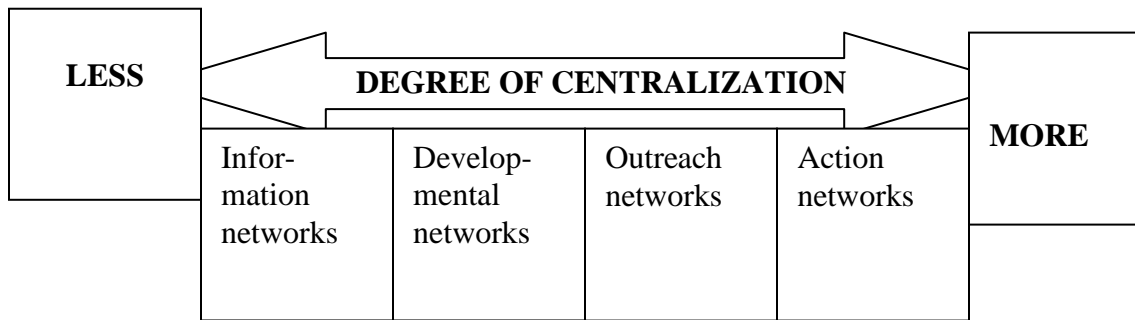 LESS
DEGREE OF CENTRALIZATION
MORE
Infor-
mation
networks
Develop-
mental
networks
Outreach
networks
Action
networks